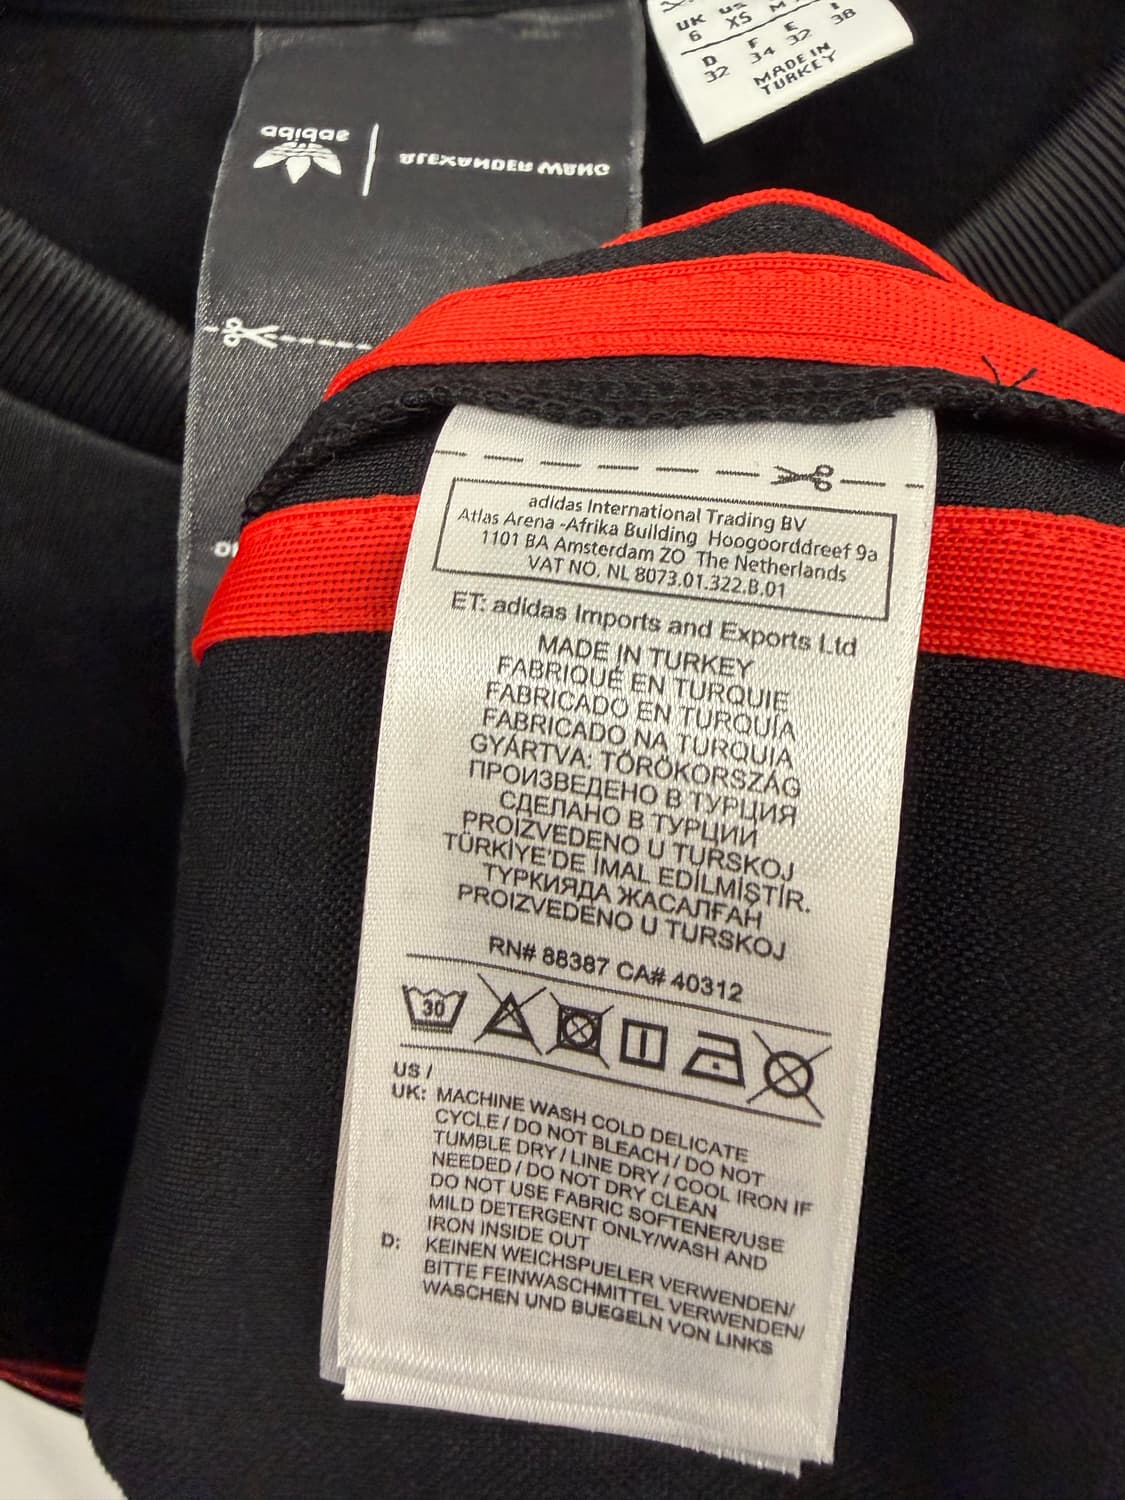 UK US M I
6 XS 38
D F E
32 34 32
MADE IN
TURKEY
adidas
ALEXANDER WANG
adidas International Trading BV
Atlas Arena -Afrika Building Hoogoorddreef 9a
1101 BA Amsterdam ZO The Netherlands
VAT NO. NL 8073.01.322.B.01
ET: adidas Imports and Exports Ltd
MADE IN TURKEY
FABRIQUÉ EN TURQUIE
FABRICADO EN TURQUÍA
FABRICADO NA TURQUIA
GYÁRTVA: TÖRÖKORSZÁG
ПРОИЗВЕДЕНО В ТУРЦИЯ
СДЕЛАНО В ТУРЦИИ
PROIZVEDENO U TURSKOJ
TÜRKİYE'DE İMAL EDİLMİŞTİR.
ТУРКИЯДА ЖАСАЛҒАН
PROIZVEDENO U TURSKOJ
RN# 88387 CA# 40312
30
US /
UK: MACHINE WASH COLD DELICATE
CYCLE / DO NOT BLEACH / DO NOT
TUMBLE DRY / LINE DRY / COOL IRON IF
NEEDED / DO NOT DRY CLEAN
DO NOT USE FABRIC SOFTENER/USE
MILD DETERGENT ONLY/WASH AND
IRON INSIDE OUT
D: KEINEN WEICHSPUELER VERWENDEN/
BITTE FEINWASCHMITTEL VERWENDEN/
WASCHEN UND BUEGELN VON LINKS